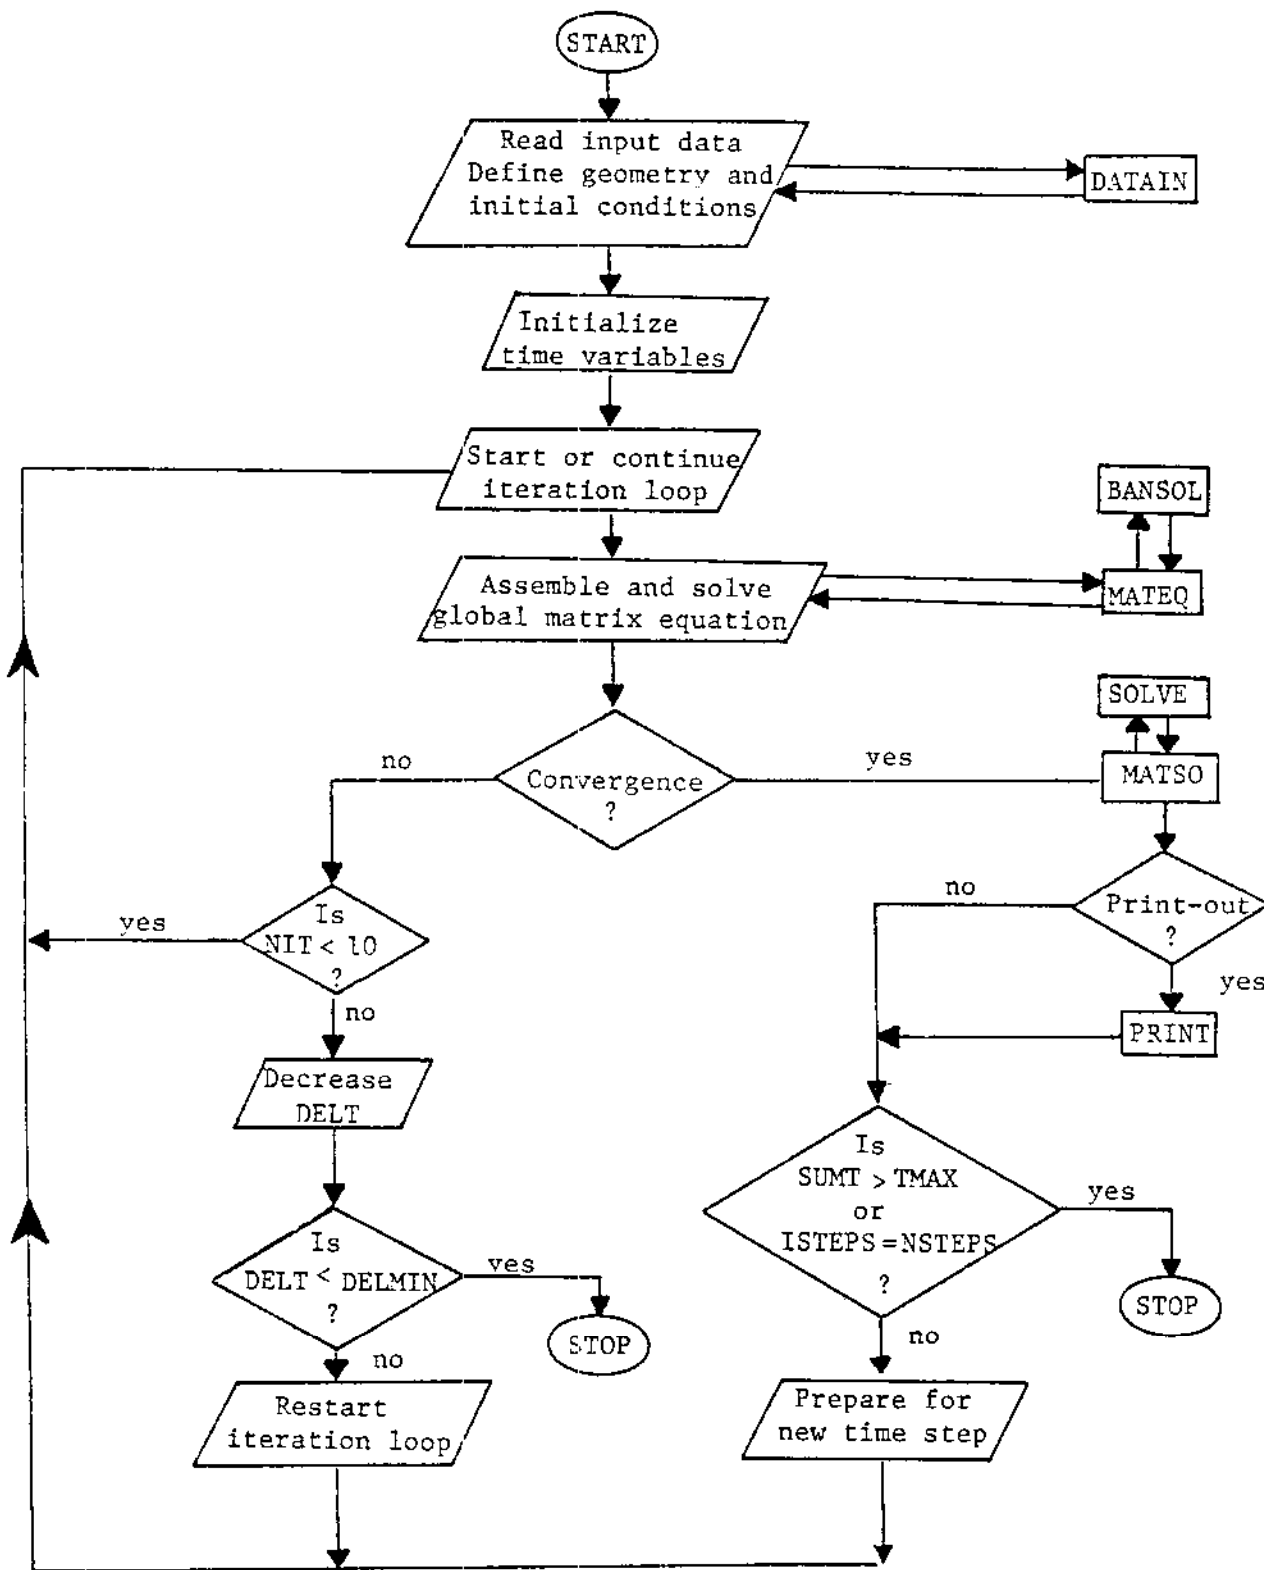 START
Read input data
Define geometry and
initial conditions
DATAIN
Initialize
time variables
Start or continue
iteration loop
BANSOL
Assemble and solve
global matrix equation
MATEQ
SOLVE
no
Convergence
?
yes
MATSO
no
Print-out
?
yes
Is
NIT < 10
?
yes
no
PRINT
Decrease
DELT
Is
SUMT > TMAX
or
ISTEPS = NSTEPS
?
yes
STOP
Is
DELT < DELMIN
?
yes
STOP
no
no
Restart
iteration loop
Prepare for
new time step